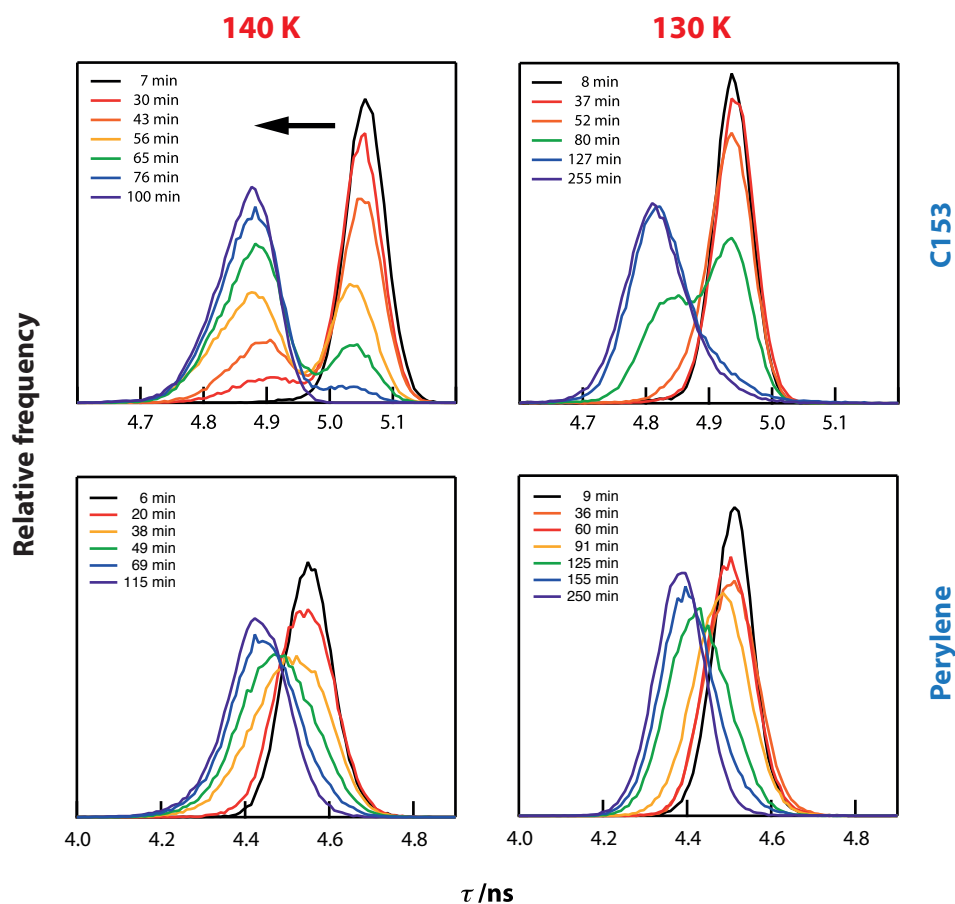 140 K
130 K
7 min
30 min
43 min
56 min
65 min
76 min
100 min
4.7 4.8 4.9 5.0 5.1
8 min
37 min
52 min
80 min
127 min
255 min
4.7 4.8 4.9 5.0 5.1
C153
Relative frequency
6 min
20 min
38 min
49 min
69 min
115 min
4.0 4.2 4.4 4.6 4.8
9 min
36 min
60 min
91 min
125 min
155 min
250 min
4.0 4.2 4.4 4.6 4.8
Perylene
τ /ns